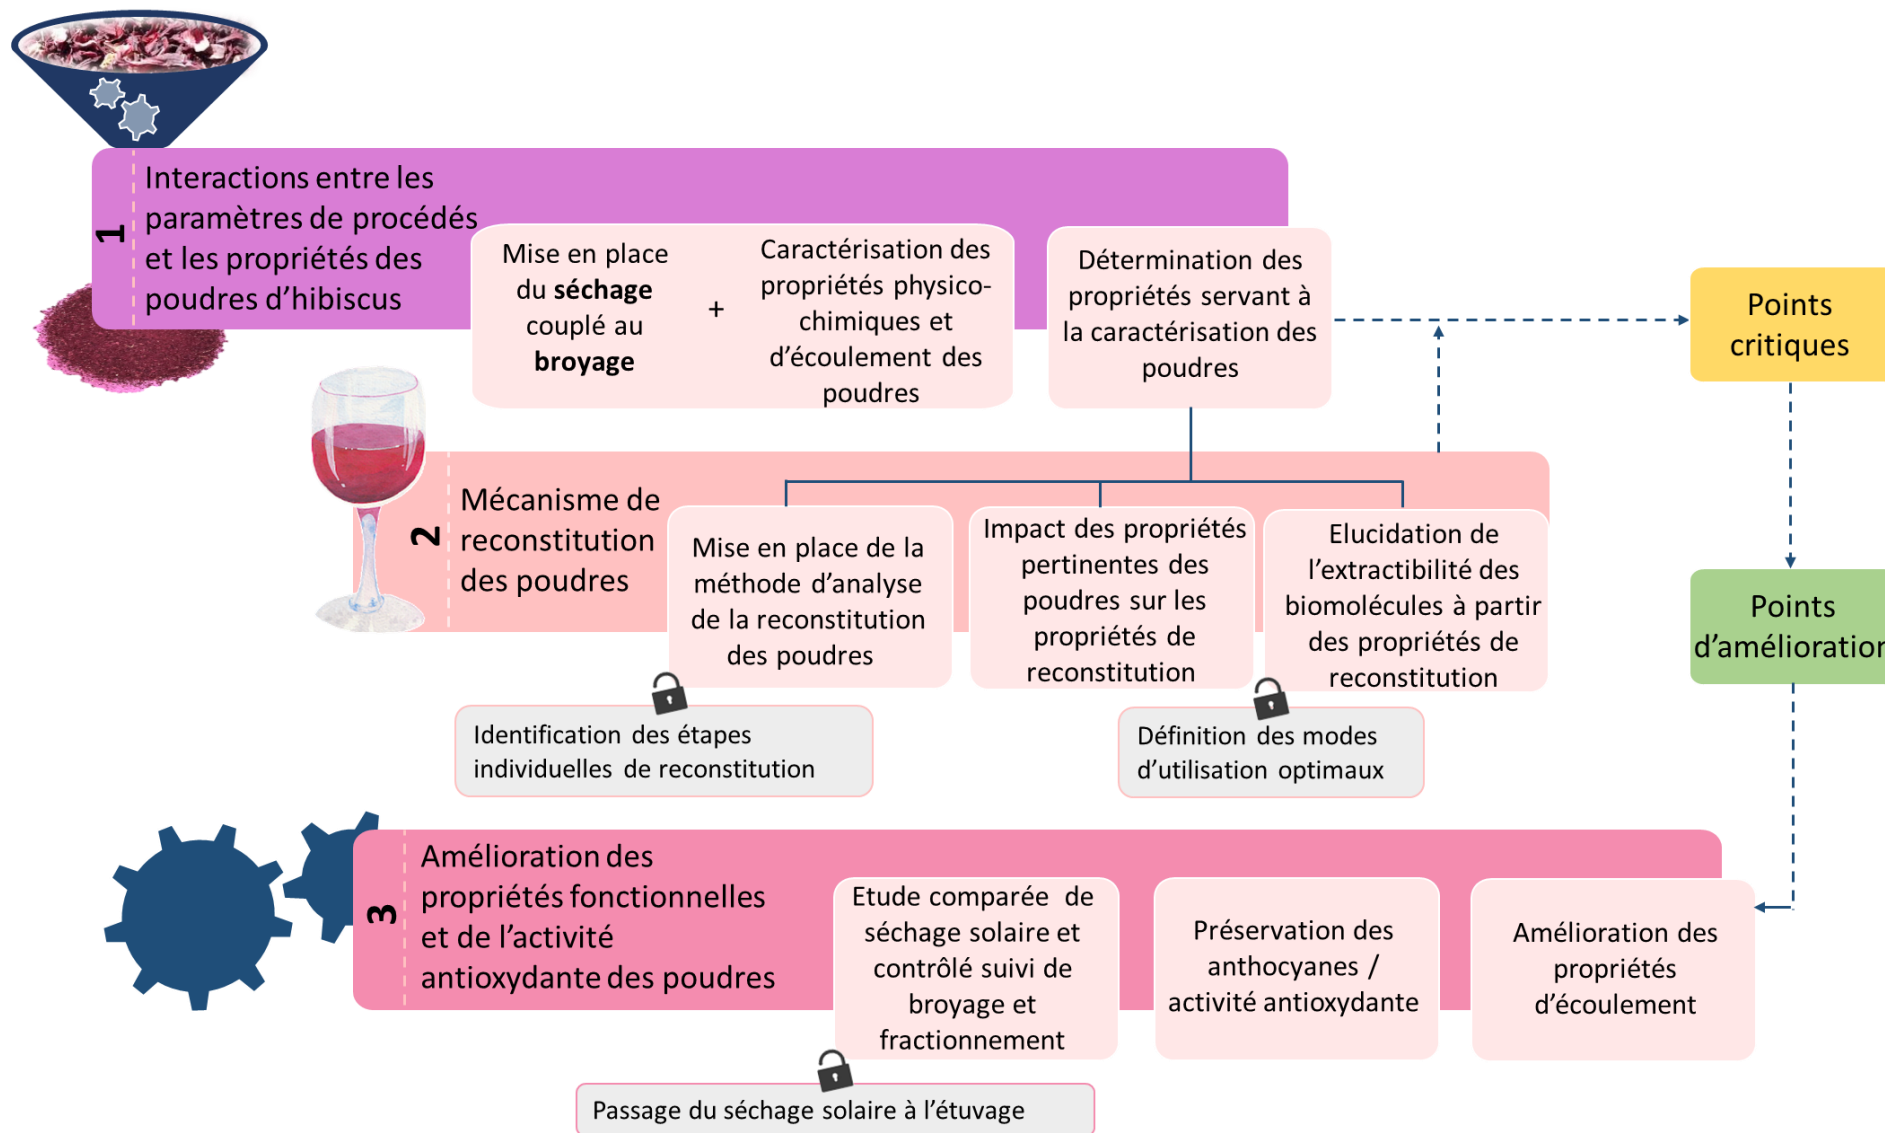 1
Interactions entre les
paramètres de procédés
et les propriétés des
poudres d’hibiscus
Mise en place
du séchage
couplé au
broyage
+
Caractérisation des
propriétés physico-
chimiques et
d’écoulement des
poudres
Détermination des
propriétés servant à
la caractérisation des
poudres
Points
critiques
2
Mécanisme de
reconstitution
des poudres
Mise en place de la
méthode d’analyse
de la reconstitution
des poudres
Impact des propriétés
pertinentes des
poudres sur les
propriétés de
reconstitution
Elucidation de
l’extractibilité des
biomolécules à partir
des propriétés de
reconstitution
Points
d’amélioration
Identification des étapes
individuelles de reconstitution
Définition des modes
d’utilisation optimaux
3
Amélioration des
propriétés fonctionnelles
et de l’activité
antioxydante des poudres
Etude comparée de
séchage solaire et
contrôlé suivi de
broyage et
fractionnement
Préservation des
anthocyanes /
activité antioxydante
Amélioration des
propriétés
d’écoulement
Passage du séchage solaire à l’étuvage